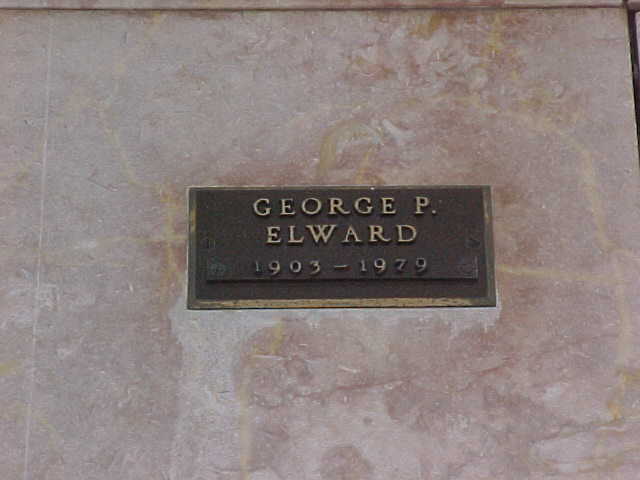 GEORGE P.
ELWARD
1903 – 1979